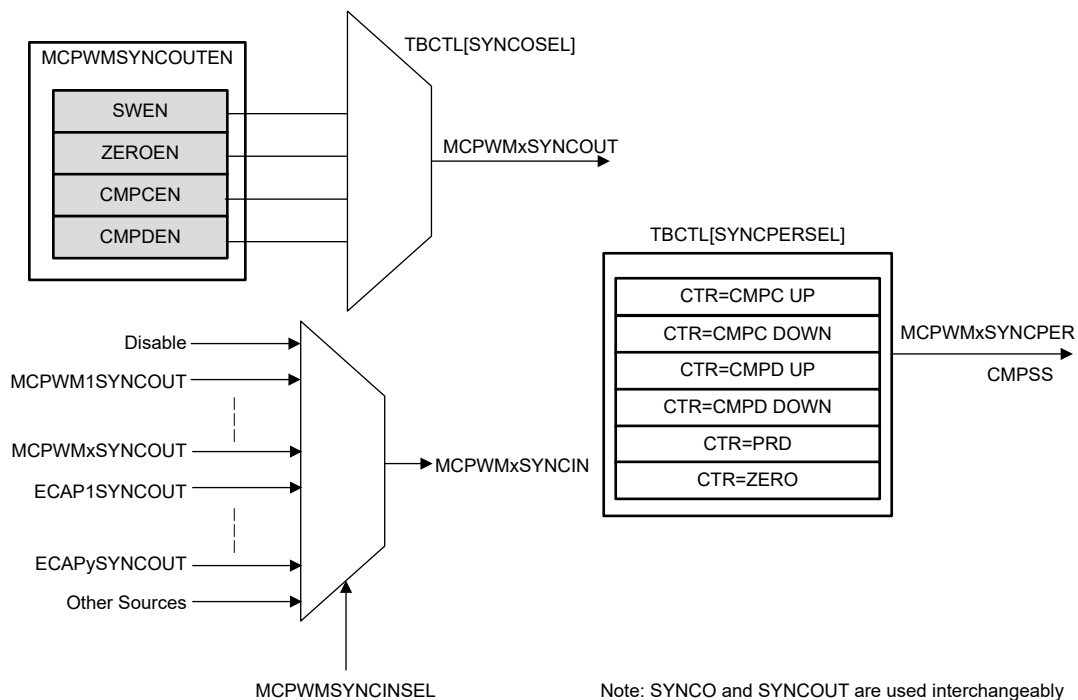 MCPWMSYNCOUTEN
SWEN
ZEROEN
CMPCEN
CMPDEN
TBCTL[SYNCOSEL]
MCPWMxSYNCOUT
Disable
MCPWM1SYNCOUT
MCPWMxSYNCOUT
ECAP1SYNCOUT
ECAPySYNCOUT
Other Sources
MCPWMxSYNCIN
MCPWMSYNCINSEL
TBCTL[SYNCPERSEL]
CTR=CMPC UP
CTR=CMPC DOWN
CTR=CMPD UP
CTR=CMPD DOWN
CTR=PRD
CTR=ZERO
MCPWMxSYNCPER
CMPSS
Note: SYNCO and SYNCOUT are used interchangeably